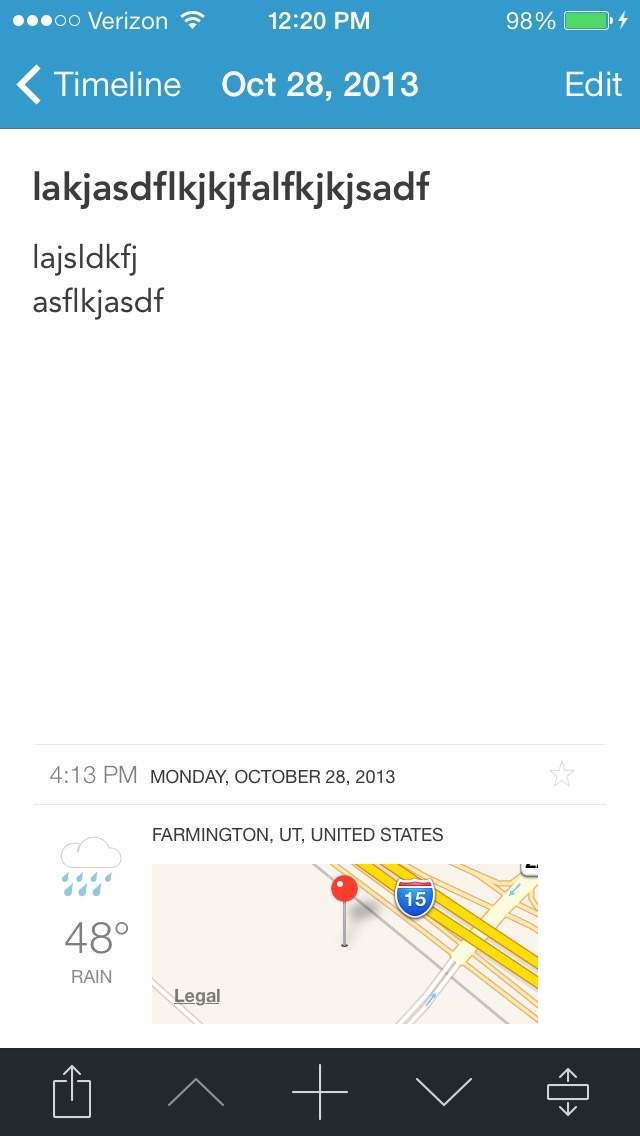 Verizon 12:20 PM 98%
Timeline Oct 28, 2013 Edit
lakjasdflkjkjfalfkjkjsadf
lajsldkfj
asflkjasdf
4:13 PM MONDAY, OCTOBER 28, 2013
FARMINGTON, UT, UNITED STATES
15
48°
RAIN
Legal